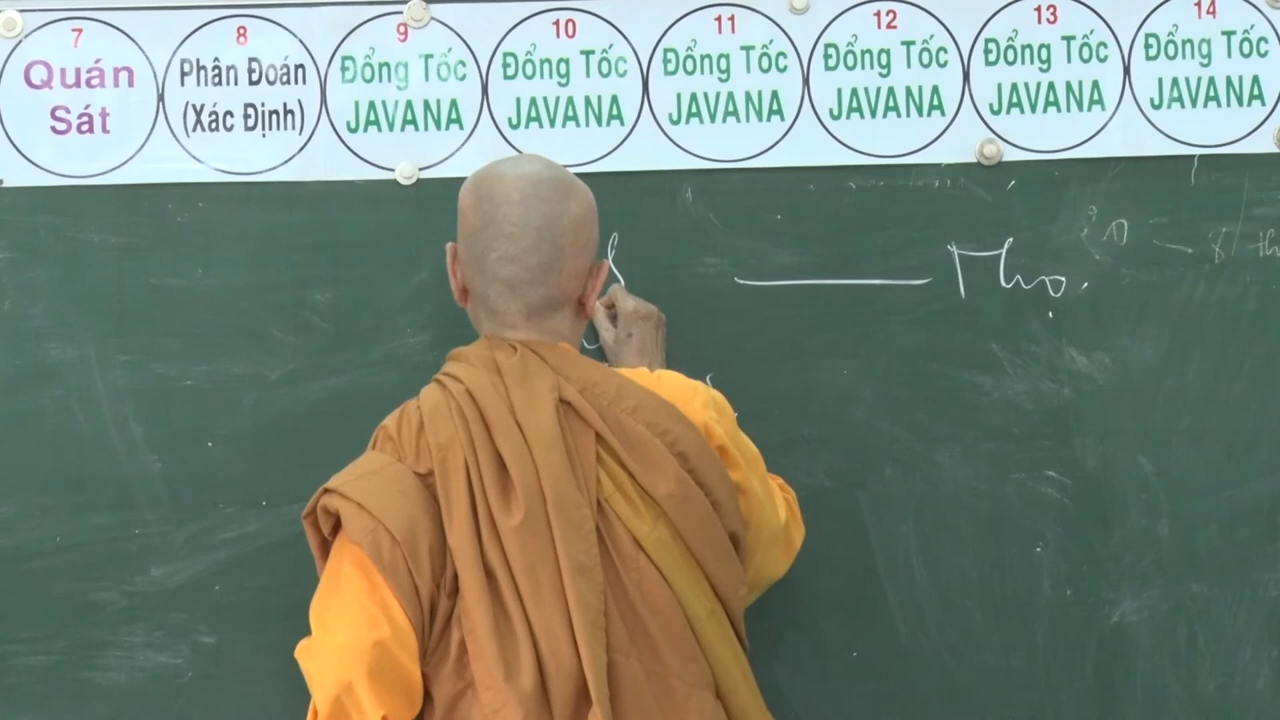 7 8 9 10 11 12 13 14
Quán Phân Đoán Đổng Tốc Đổng Tốc Đổng Tốc Đổng Tốc Đổng Tốc Đổng Tốc
Sát (Xác Định) JAVANA JAVANA JAVANA JAVANA JAVANA JAVANA